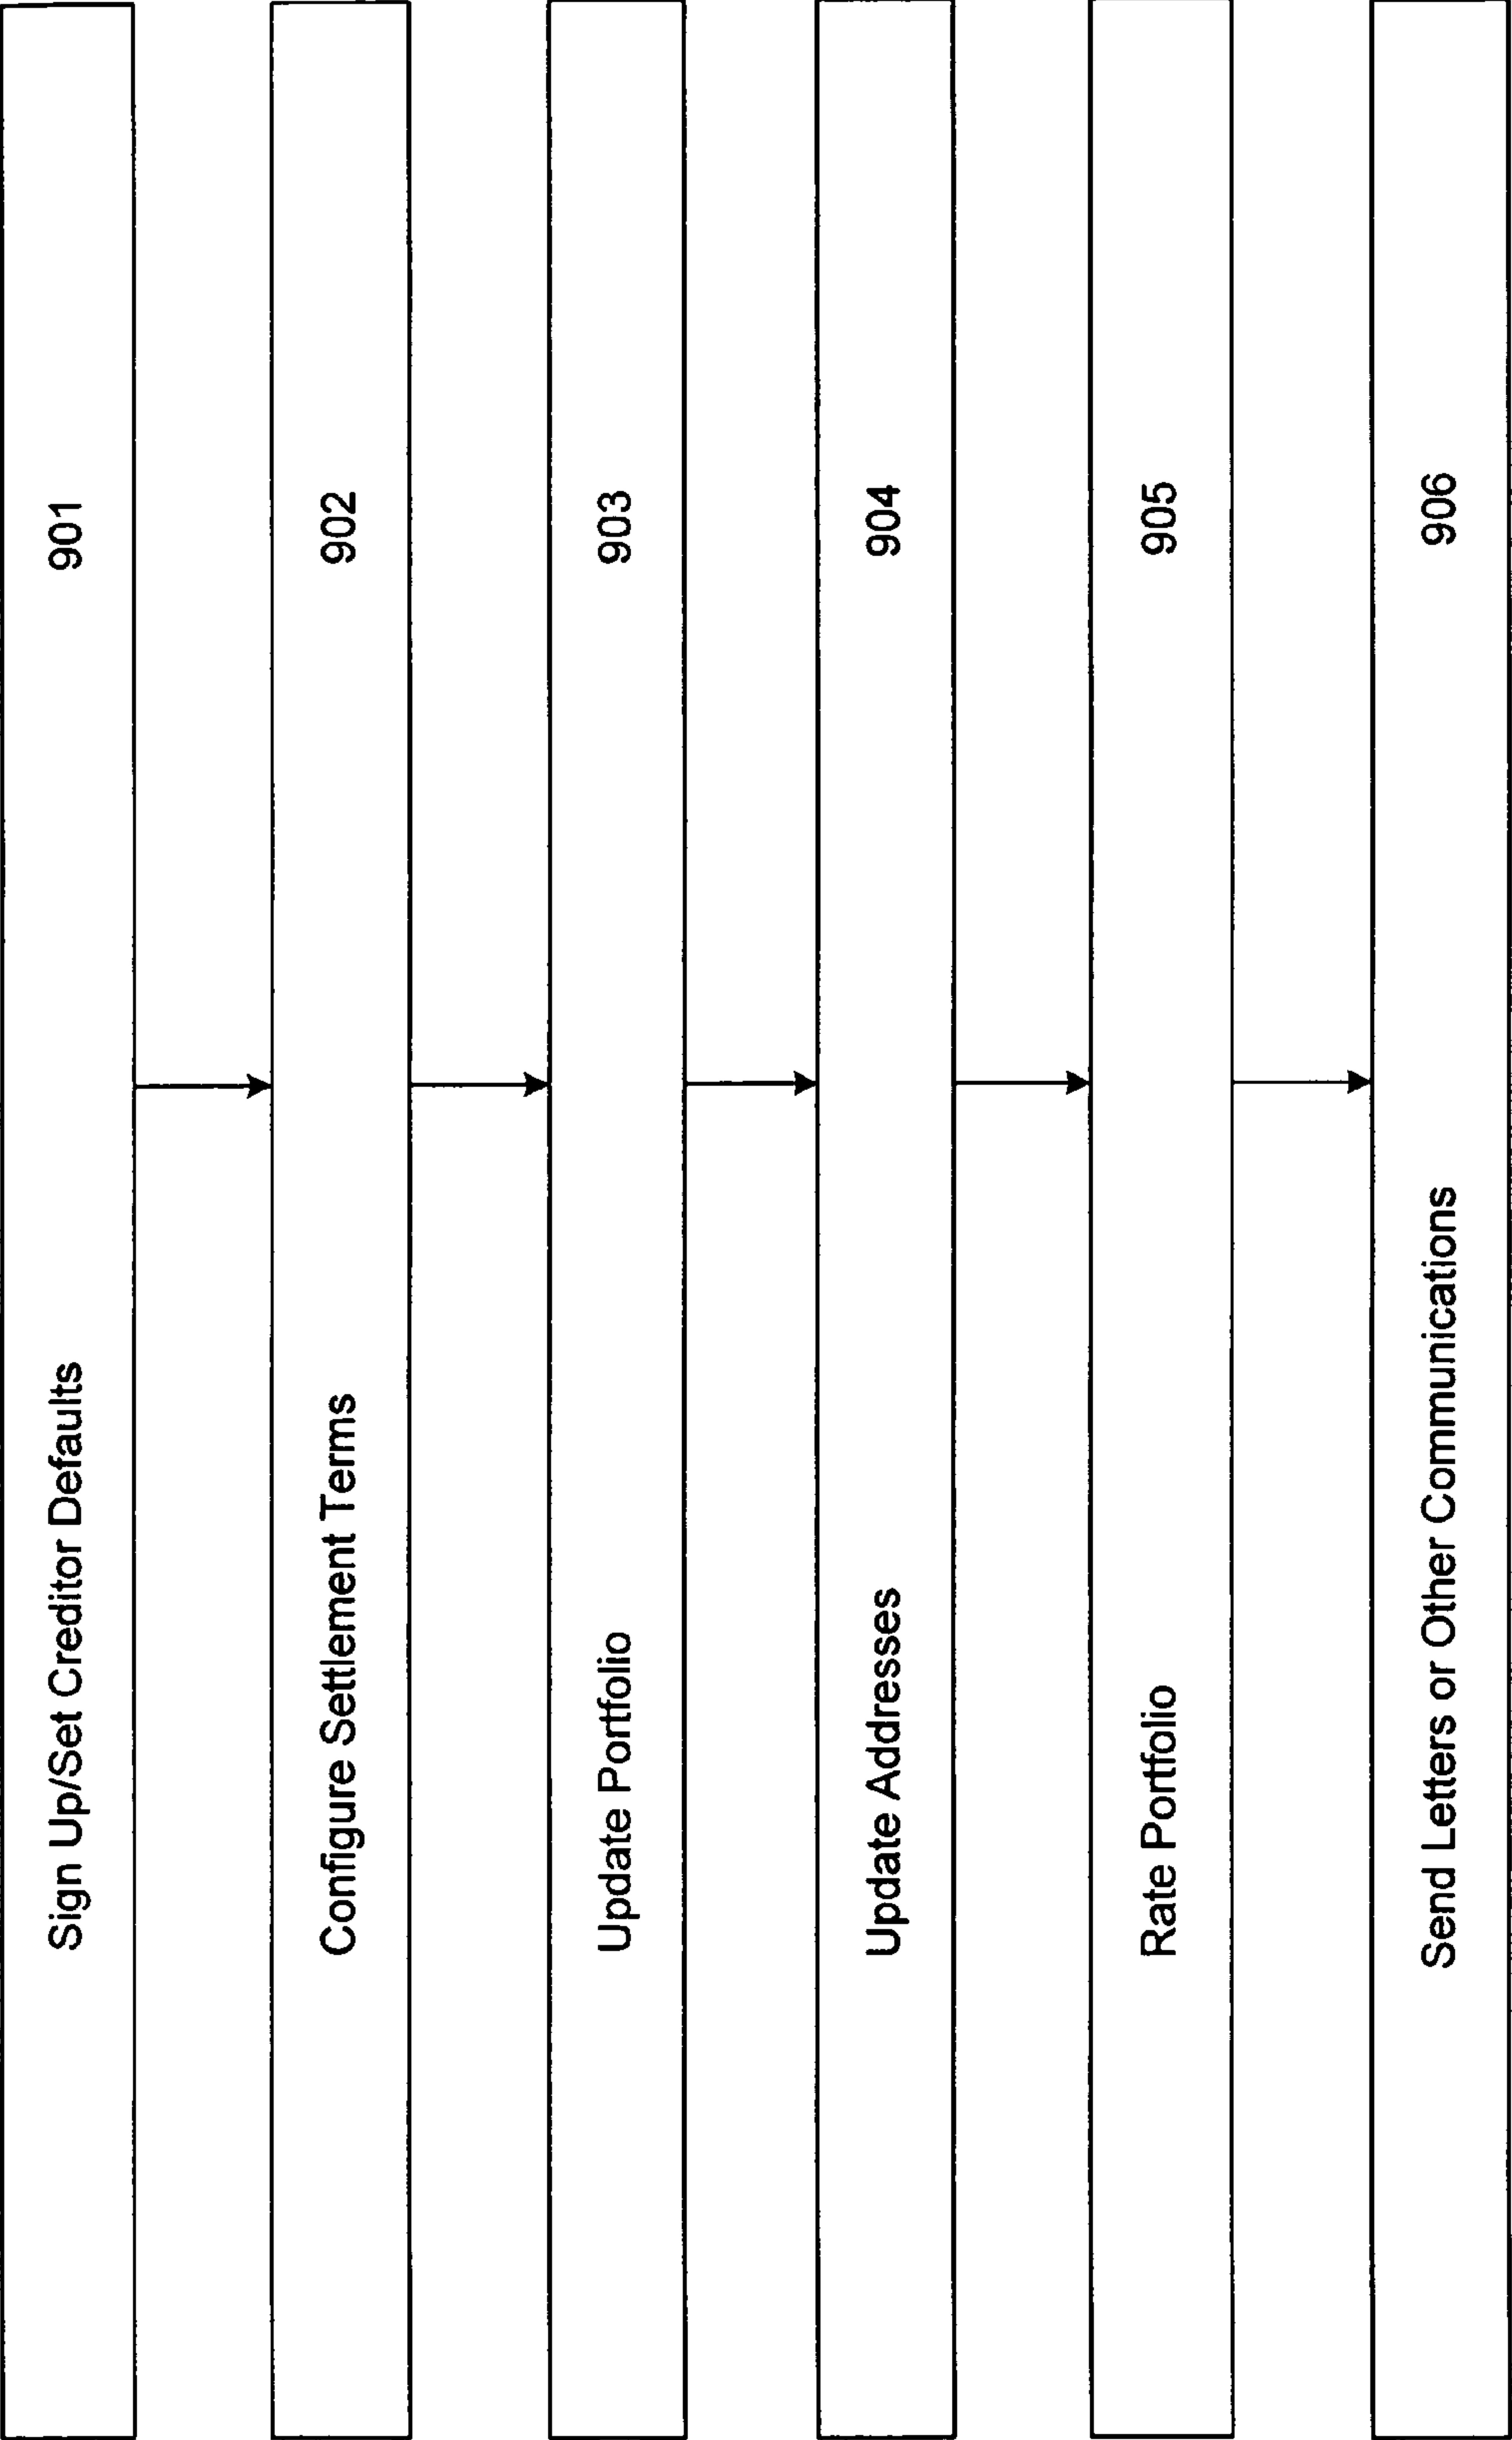 Sign Up/Set Creditor Defaults 901
Configure Settlement Terms 902
Update Portfolio 903
Update Addresses 904
Rate Portfolio 905
Send Letters or Other Communications 906